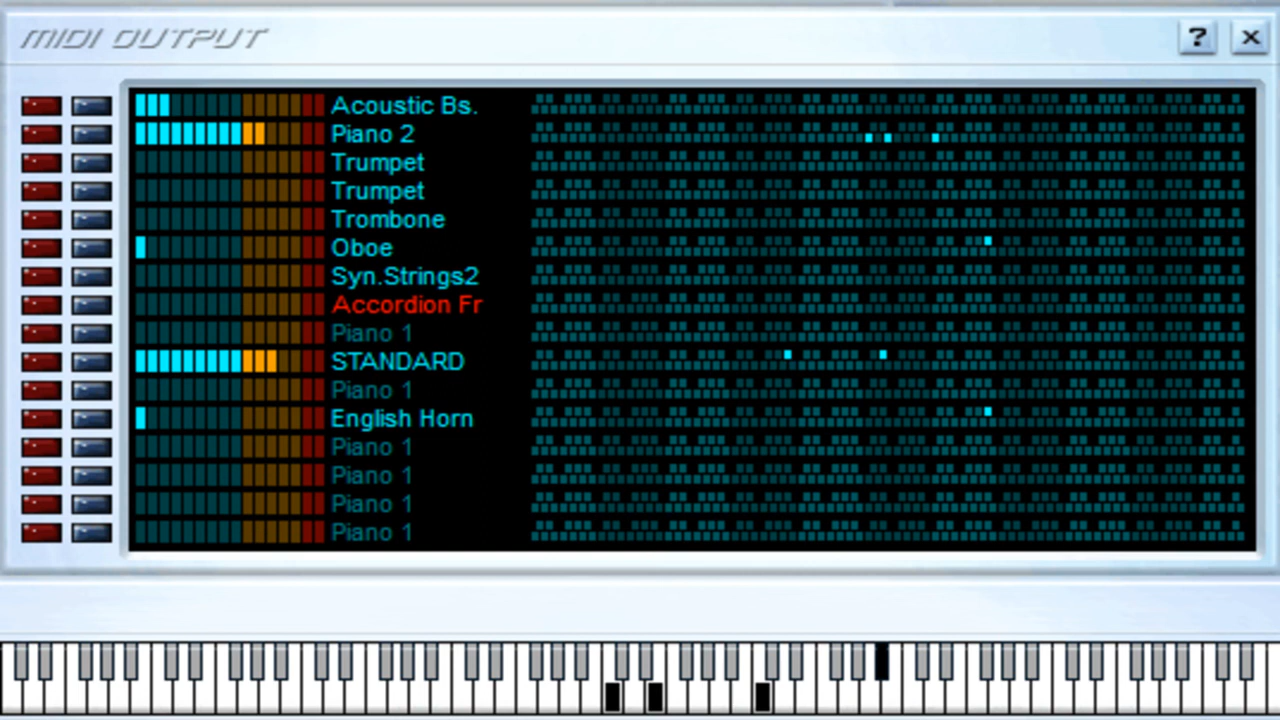 MIDI OUTPUT
? ×
Acoustic Bs.
Piano 2
Trumpet
Trumpet
Trombone
Oboe
Syn.Strings2
Accordion Fr
Piano 1
STANDARD
Piano 1
English Horn
Piano 1
Piano 1
Piano 1
Piano 1